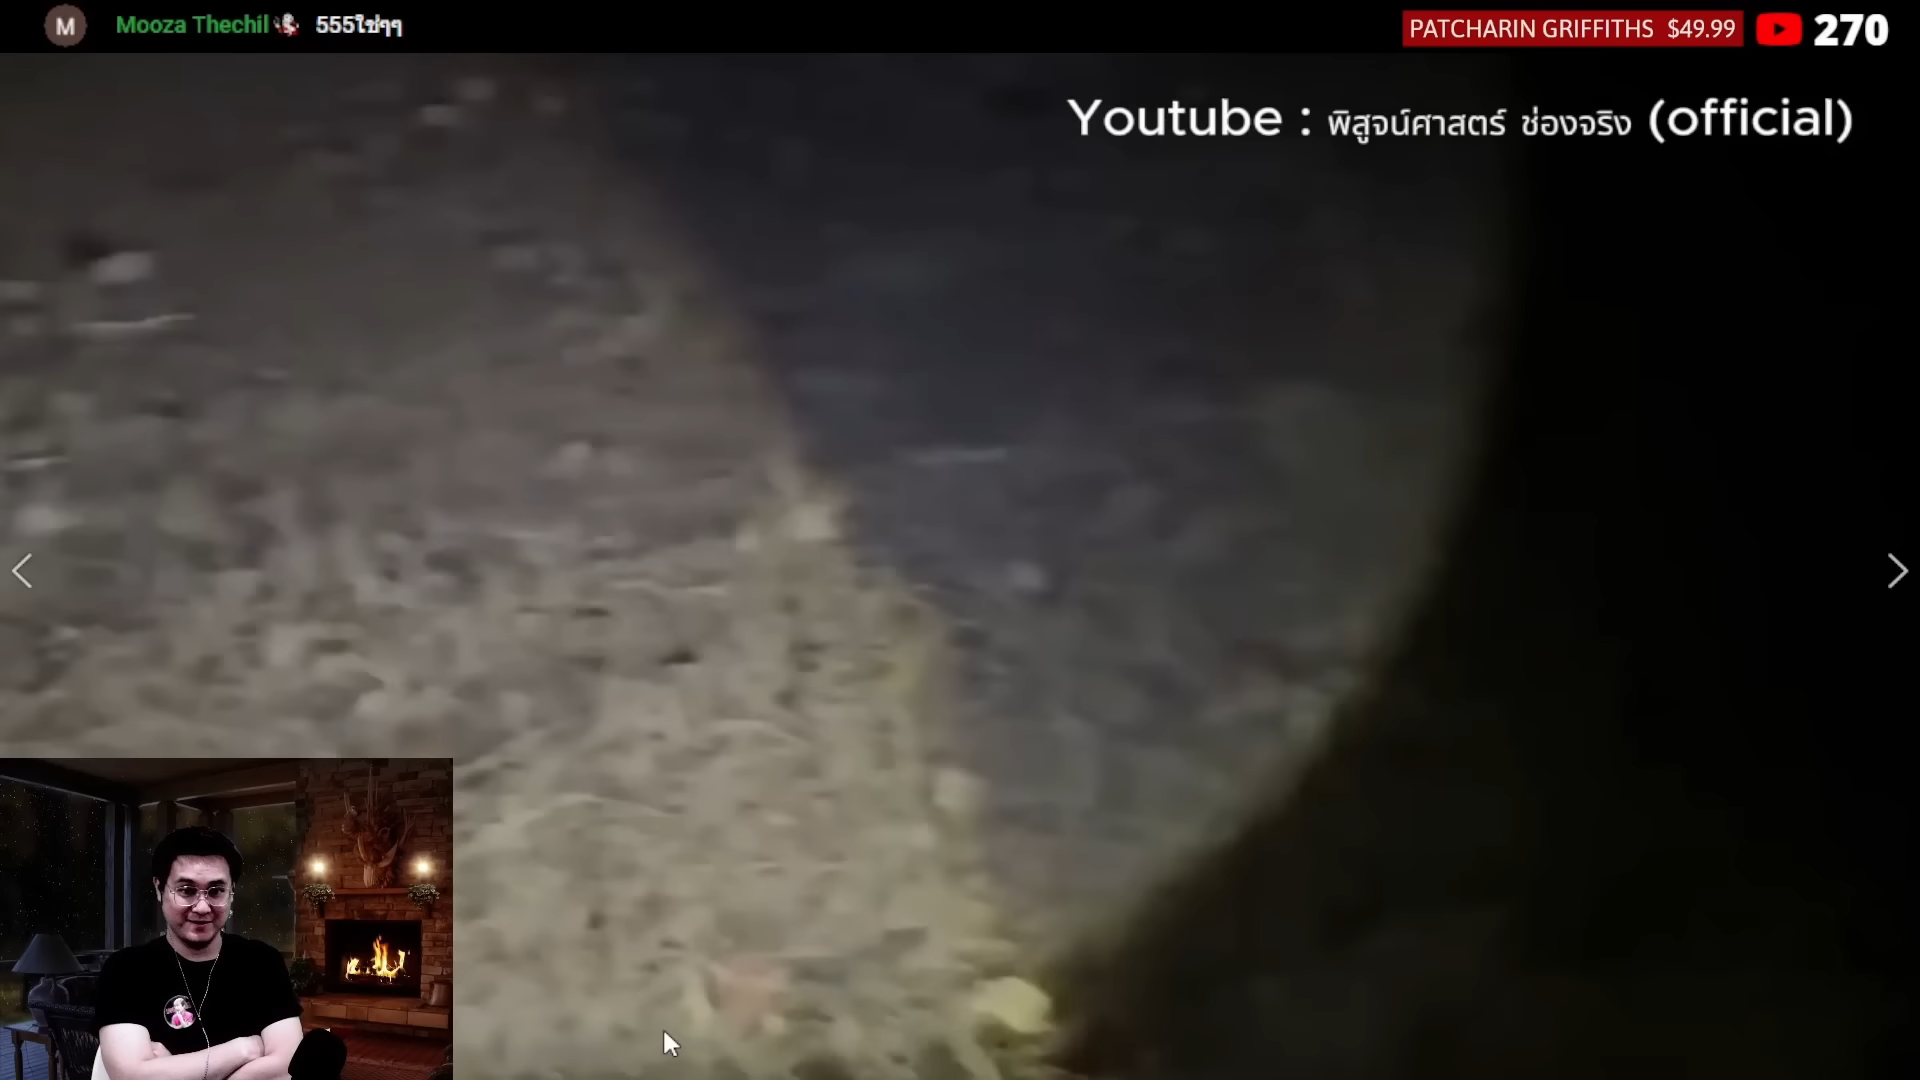 M Mooza Thechil 555ใช่ๆๆ
PATCHARIN GRIFFITHS $49.99 270
Youtube : พิสูจน์ศาสตร์ ช่องจริง (official)